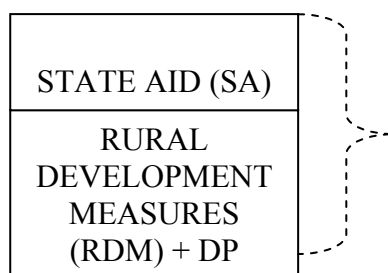 STATE AID (SA)
RURAL
DEVELOPMENT
MEASURES
(RDM) + DP